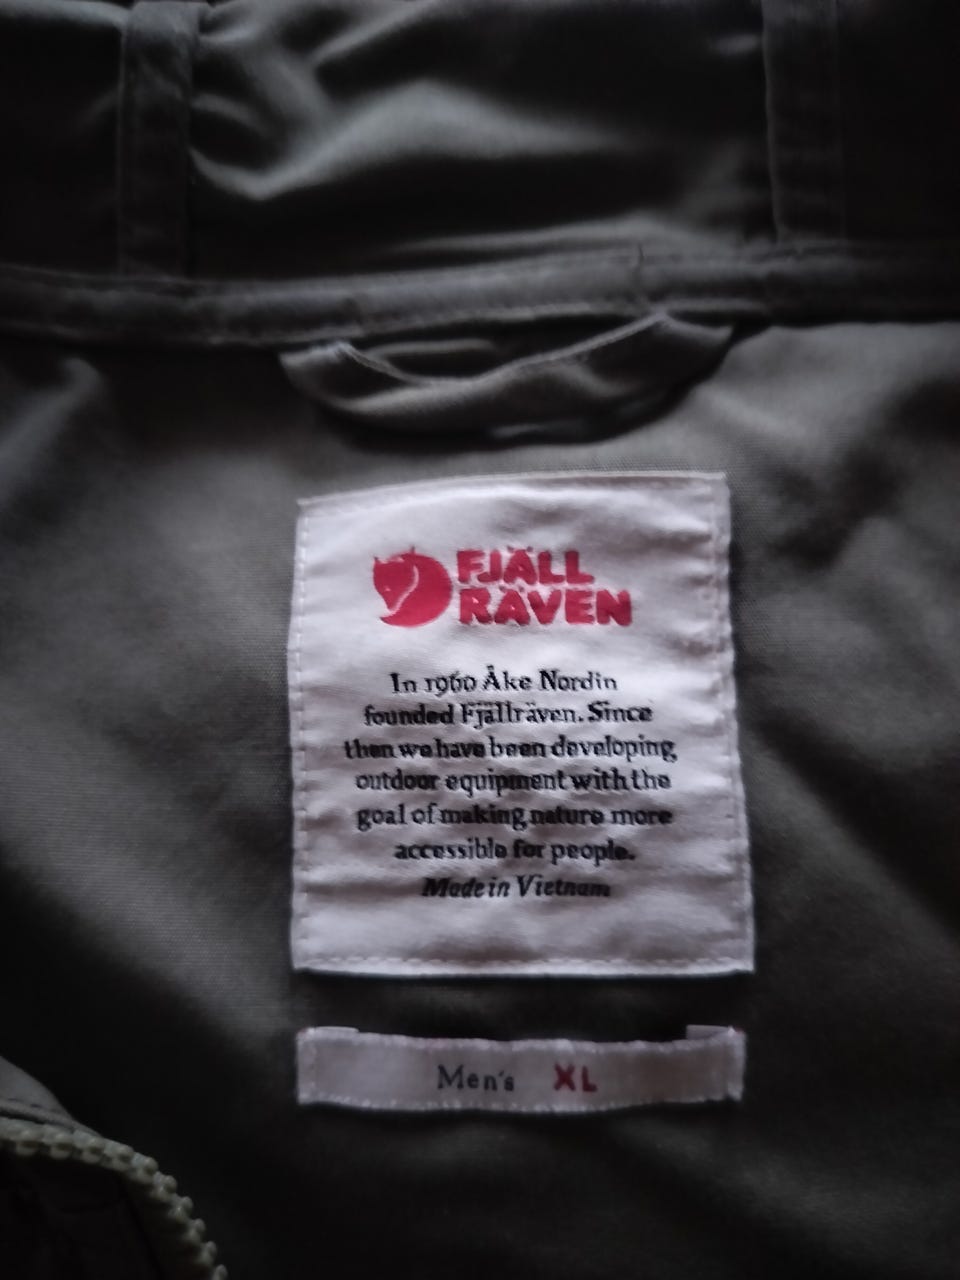 FJÄLL
RÄVEN
In 1960 Åke Nordin
founded Fjällräven. Since
then we have been developing
outdoor equipment with the
goal of making nature more
accessible for people.
Made in Vietnam
Men's XL